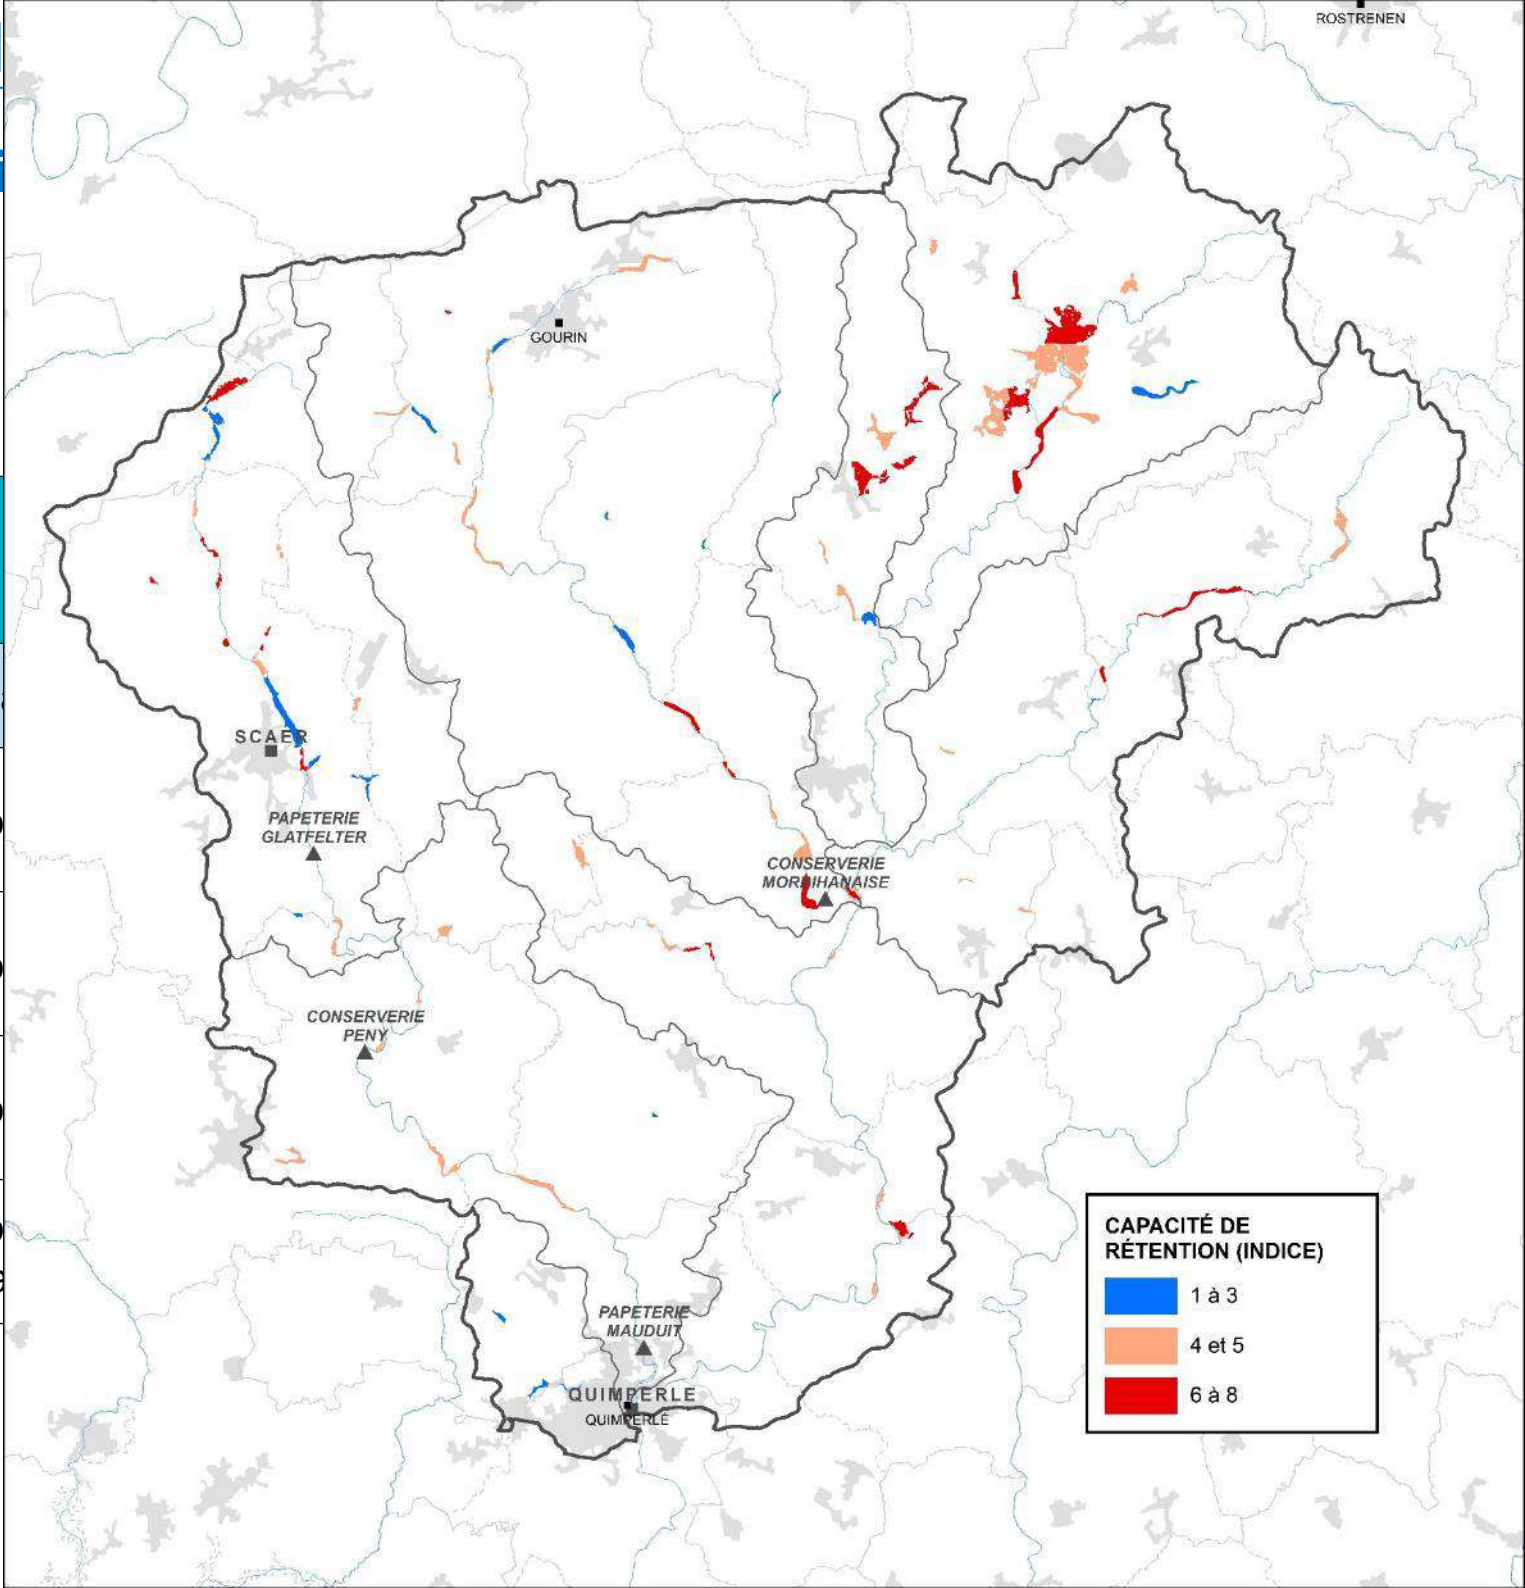 ROSTRENEN
GOURIN
SCAER
PAPETERIE
GLATFELTER
CONSERVERIE
MORBIHANAISE
CONSERVERIE
PENY
PAPETERIE
MAUDUIT
QUIMPERLE
QUIMPERLÉ
CAPACITÉ DE
RÉTENTION (INDICE)
1 à 3
4 et 5
6 à 8